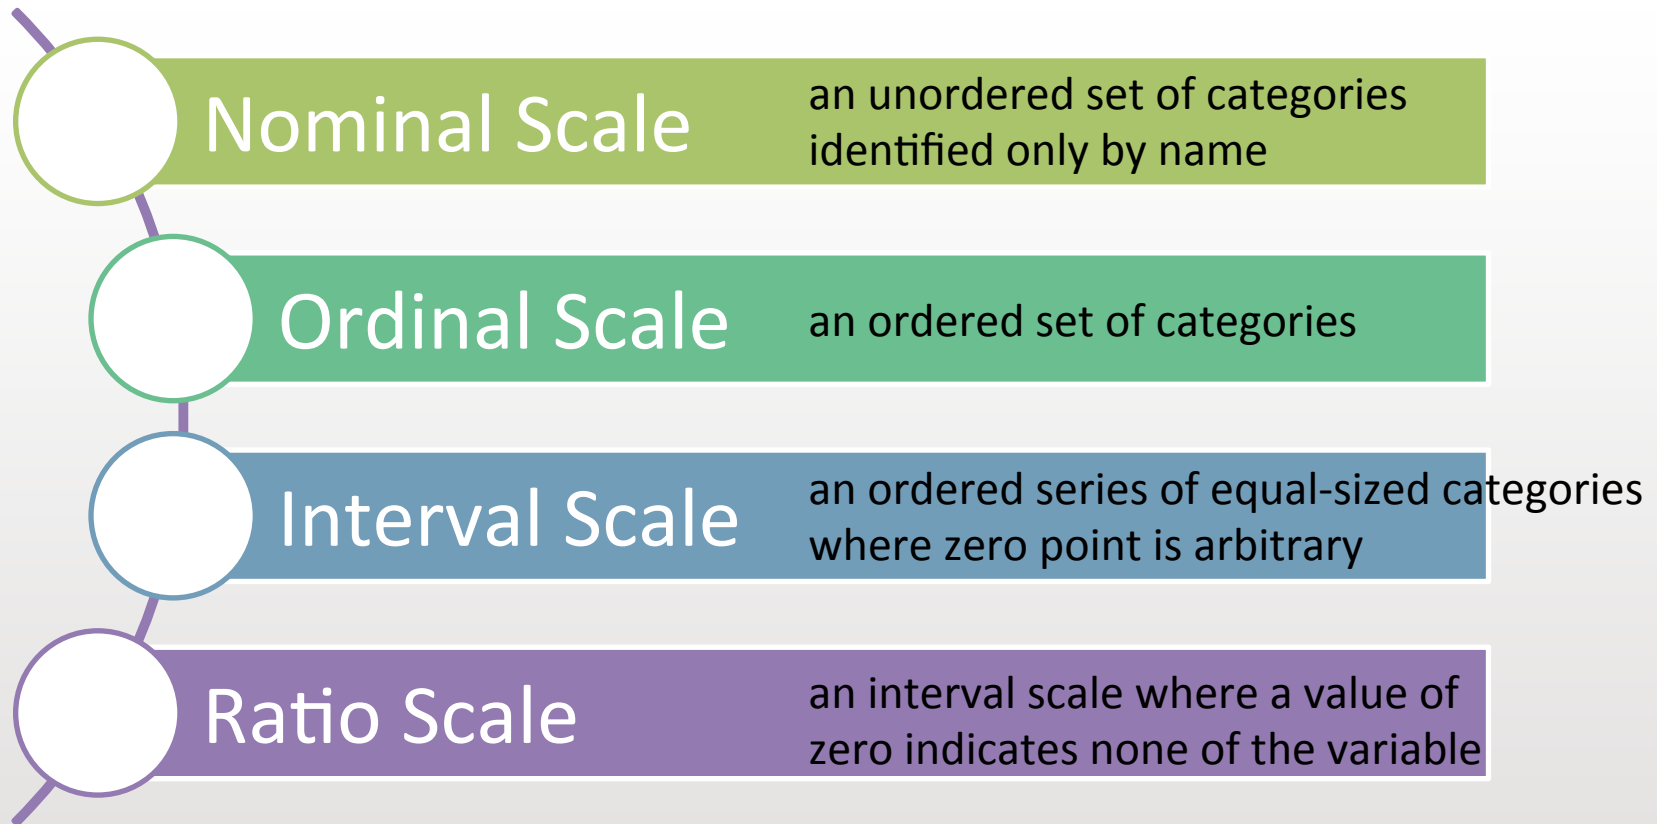 Nominal Scale
an unordered set of categories
identified only by name
Ordinal Scale
an ordered set of categories
Interval Scale
an ordered series of equal-sized categories
where zero point is arbitrary
Ratio Scale
an interval scale where a value of
zero indicates none of the variable